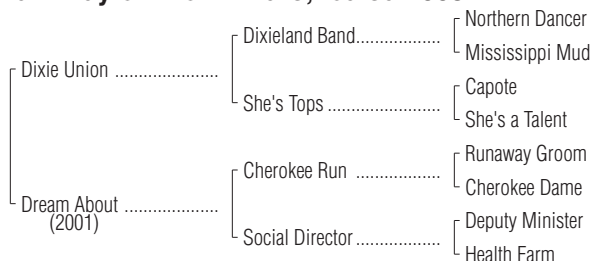 Northern Dancer
Dixieland Band...................
Mississippi Mud
Dixie Union .......................
Capote
She's Tops .........................
She's a Talent
Runaway Groom
Cherokee Run ...................
Cherokee Dame
Dream About .....................
(2001)
Deputy Minister
Social Director...................
Health Farm